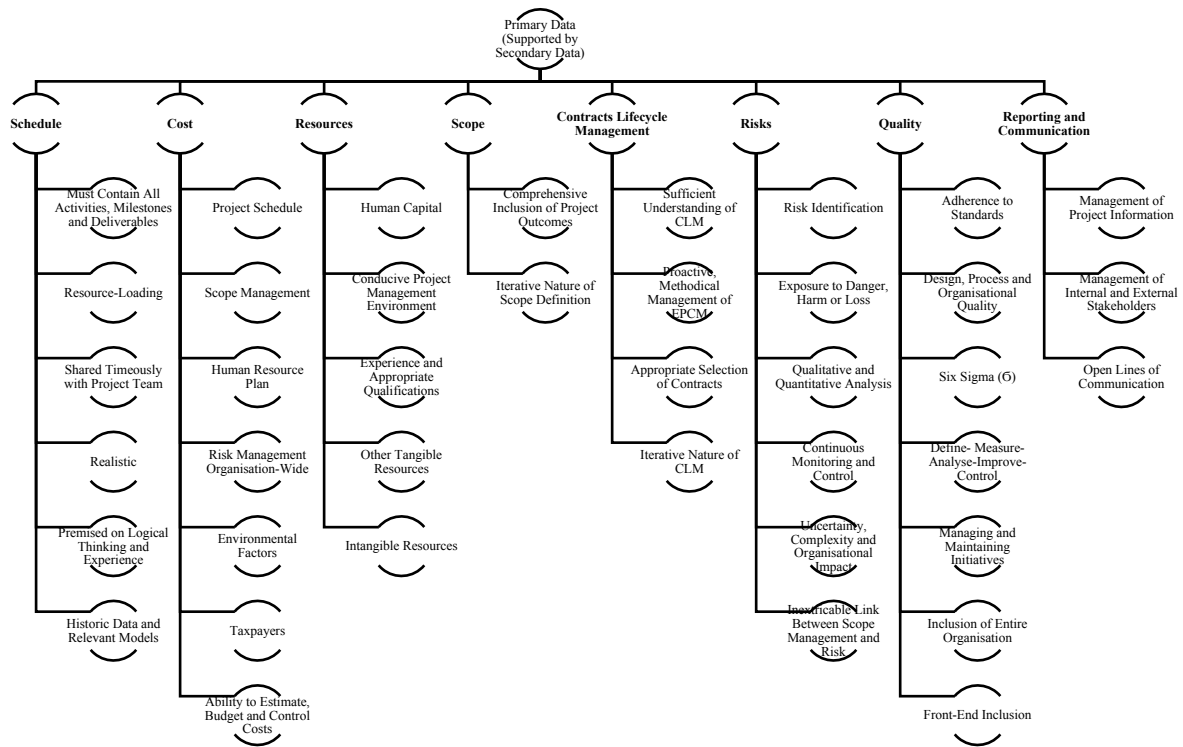 Primary Data
(Supported by
Secondary Data)
Schedule
Must Contain All
Activities, Milestones
and Deliverables
Resource-Loading
Shared Timeously
with Project Team
Realistic
Premised on Logical
Thinking and
Experience
Historic Data and
Relevant Models
Cost
Project Schedule
Scope Management
Human Resource
Plan
Risk Management
Organisation-Wide
Environmental
Factors
Taxpayers
Ability to Estimate,
Budget and Control
Costs
Resources
Human Capital
Conducive Project
Management
Environment
Experience and
Appropriate
Qualifications
Other Tangible
Resources
Intangible Resources
Scope
Comprehensive
Inclusion of Project
Outcomes
Iterative Nature of
Scope Definition
Contracts Lifecycle
Management
Sufficient
Understanding of
CLM
Proactive,
Methodical
Management of
EPCM
Appropriate Selection
of Contracts
Iterative Nature of
CLM
Risks
Risk Identification
Exposure to Danger,
Harm or Loss
Qualitative and
Quantitative Analysis
Continuous
Monitoring and
Control
Uncertainty,
Complexity and
Organisational
Impact
Inextricable Link
Between Scope
Management and
Risk
Quality
Adherence to
Standards
Design, Process and
Organisational
Quality
Six Sigma (Ϭ)
Define- Measure-
Analyse-Improve-
Control
Managing and
Maintaining
Initiatives
Inclusion of Entire
Organisation
Front-End Inclusion
Reporting and
Communication
Management of
Project Information
Management of
Internal and External
Stakeholders
Open Lines of
Communication